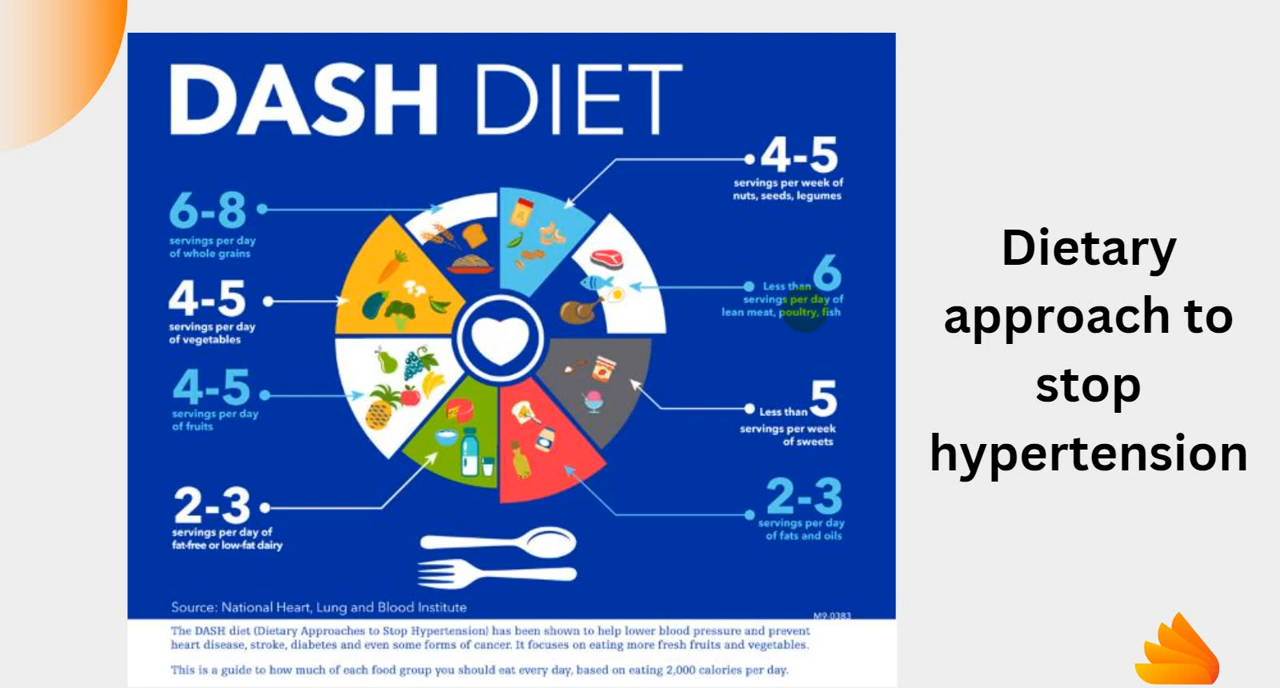 DASH DIET
4-5
servings per week of
nuts, seeds, legumes
6-8
servings per day
of whole grains
Less than 6
servings per day of
lean meat, poultry, fish
4-5
servings per day
of vegetables
4-5
servings per day
of fruits
Less than 5
servings per week
of sweets
2-3
servings per day of
fat-free or low-fat dairy
2-3
servings per day
of fats and oils
Source: National Heart, Lung and Blood Institute
M9-0383
The DASH diet (Dietary Approaches to Stop Hypertension) has been shown to help lower blood pressure and prevent
heart disease, stroke, diabetes and even some forms of cancer. It focuses on eating more fresh fruits and vegetables.
This is a guide to how much of each food group you should eat every day, based on eating 2,000 calories per day.
Dietary
approach to
stop
hypertension